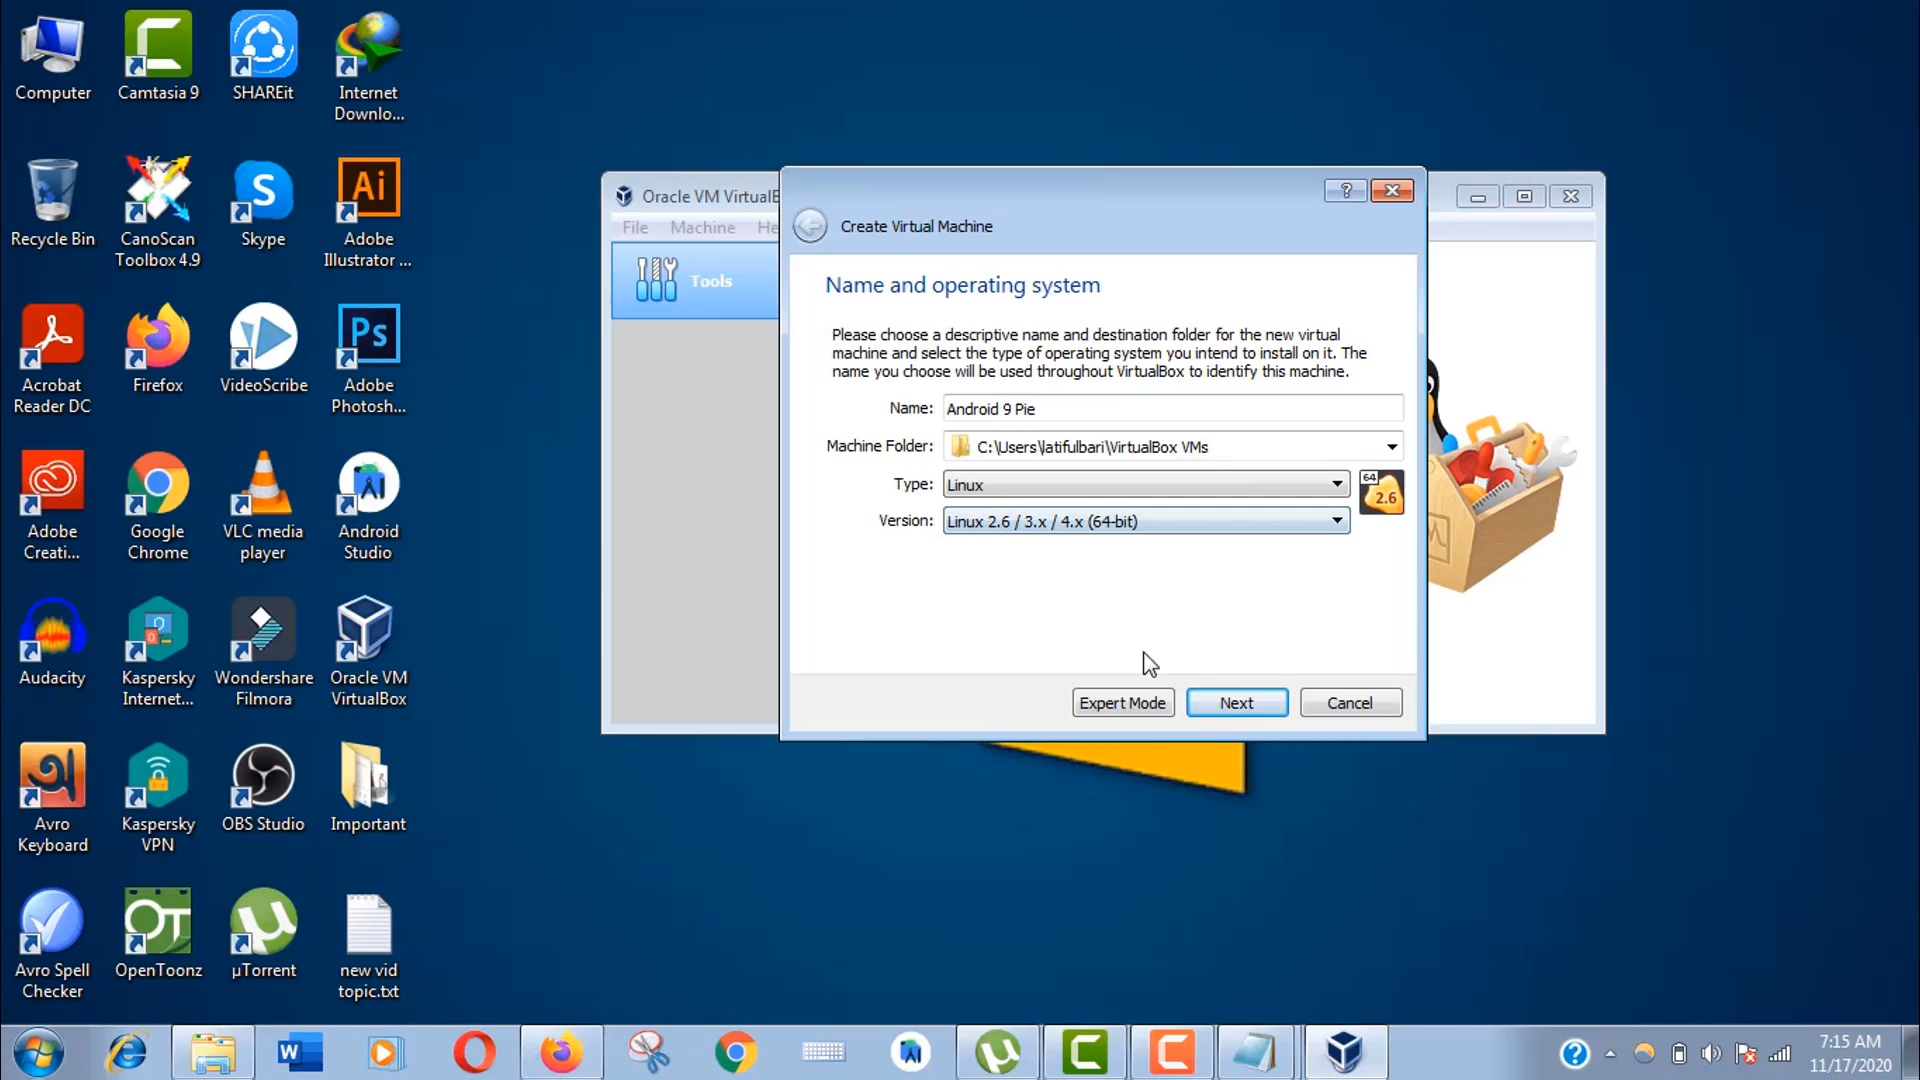 Computer
Camtasia 9
SHAREit
Internet
Downlo...
Recycle Bin
CanoScan
Toolbox 4.9
S
Skype
Ai
Adobe
Illustrator ...
Acrobat
Reader DC
Firefox
VideoScribe
Ps
Adobe
Photosh...
Adobe
Creati...
Google
Chrome
VLC media
player
Android
Studio
Audacity
Kaspersky
Internet...
Wondershare
Filmora
Oracle VM
VirtualBox
Avro
Keyboard
Kaspersky
VPN
OBS Studio
Important
Avro Spell
Checker
OT
OpenToonz
µTorrent
new vid
topic.txt
Oracle VM VirtualB
File Machine He
Tools
?
Create Virtual Machine
Name and operating system
Please choose a descriptive name and destination folder for the new virtual
machine and select the type of operating system you intend to install on it. The
name you choose will be used throughout VirtualBox to identify this machine.
Name: Android 9 Pie
Machine Folder: C:\Users\latifulbari\VirtualBox VMs
Type: Linux
64
2.6
Version: Linux 2.6 / 3.x / 4.x (64-bit)
Expert Mode Next Cancel
W
?
7:15 AM
11/17/2020